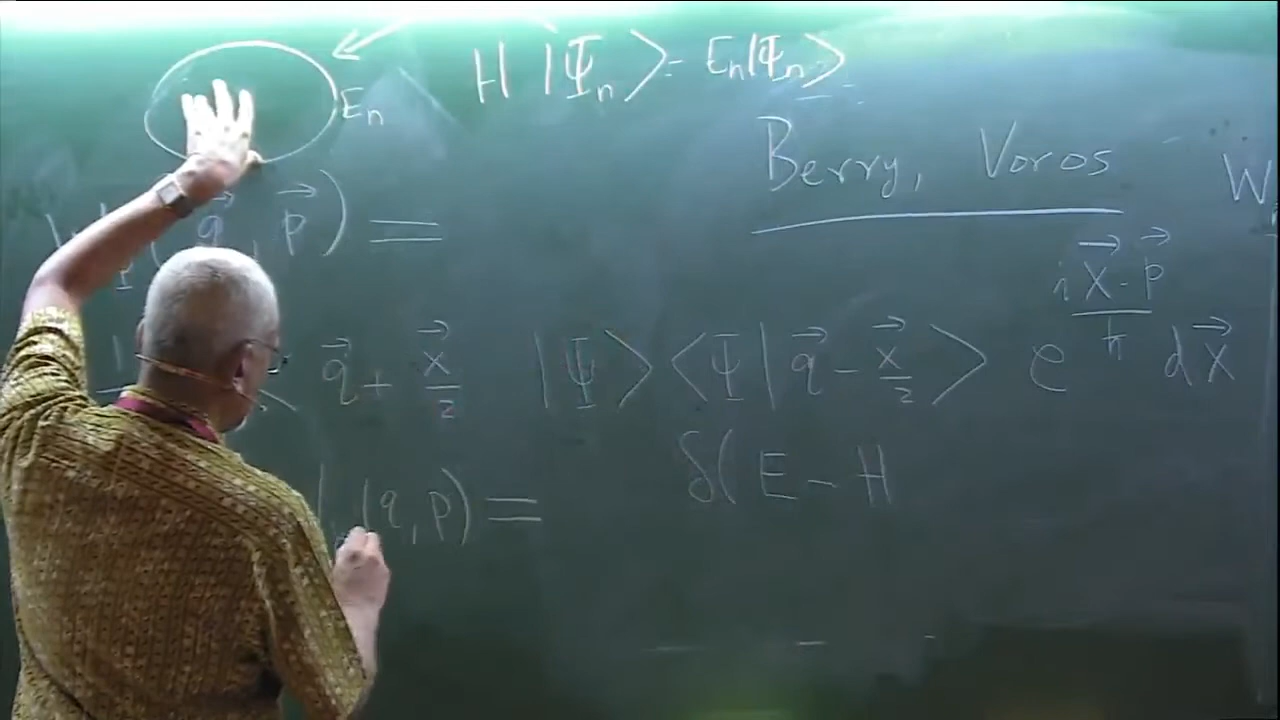 H |Ψn⟩ = En|Ψn⟩
En
Berry, Voros
W
( q⃗, p⃗ ) =
q⃗ + x⃗/2 |Ψ⟩⟨Ψ| q⃗ - x⃗/2 ⟩ e^(i x⃗·p⃗/ħ) dx⃗
(q, p) = δ(E - H